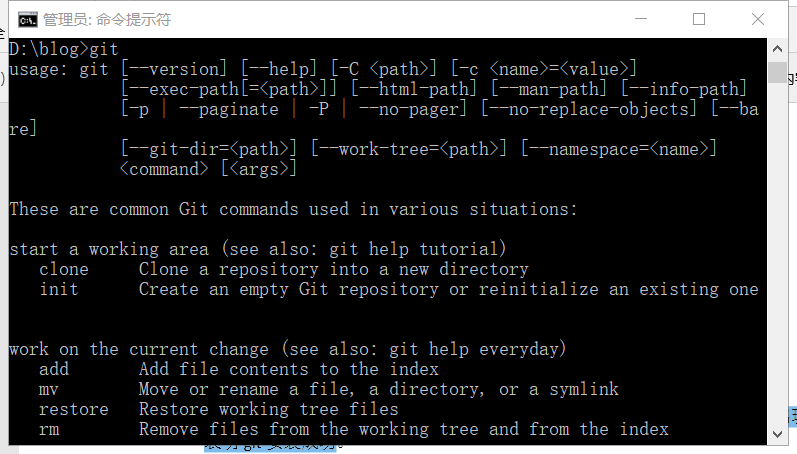 管理员: 命令提示符
D:\blog>git
usage: git [--version] [--help] [-C <path>] [-c <name>=<value>]
[--exec-path[=<path>]] [--html-path] [--man-path] [--info-path]
[-p | --paginate | -P | --no-pager] [--no-replace-objects] [--ba
re]
[--git-dir=<path>] [--work-tree=<path>] [--namespace=<name>]
<command> [<args>]
These are common Git commands used in various situations:
start a working area (see also: git help tutorial)
clone Clone a repository into a new directory
init Create an empty Git repository or reinitialize an existing one
work on the current change (see also: git help everyday)
add Add file contents to the index
mv Move or rename a file, a directory, or a symlink
restore Restore working tree files
rm Remove files from the working tree and from the index